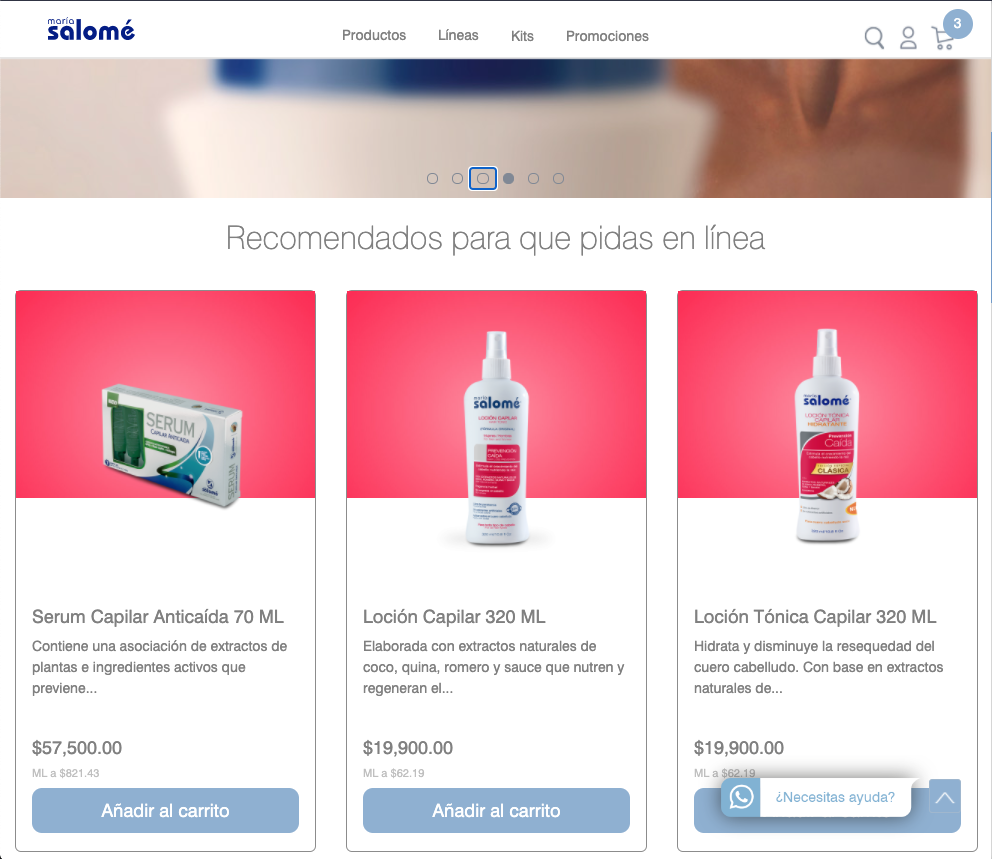 maría
salomé
Productos
Líneas
Kits
Promociones
3
Recomendados para que pidas en línea
SERUM
CAPILAR ANTICAÍDA
SERUM
maría
salomé
LOCIÓN CAPILAR
PREVENCIÓN
CAÍDA
maría
salomé
LOCIÓN TÓNICA
CAPILAR
HIDRATANTE
Prevención
Caída
CLÁSICA
Serum Capilar Anticaída 70 ML
Contiene una asociación de extractos de
plantas e ingredientes activos que
previene...
$57,500.00
ML a $821.43
Añadir al carrito
Loción Capilar 320 ML
Elaborada con extractos naturales de
coco, quina, romero y sauce que nutren y
regeneran el...
$19,900.00
ML a $62.19
Añadir al carrito
Loción Tónica Capilar 320 ML
Hidrata y disminuye la resequedad del
cuero cabelludo. Con base en extractos
naturales de...
$19,900.00
ML a $62.19
¿Necesitas ayuda?